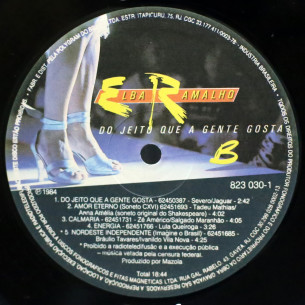 ELBA RAMALHO
DO JEITO QUE A GENTE GOSTA
B
823 030-1
℗ 1984
1. DO JEITO QUE A GENTE GOSTA - 62450387 - Severo/Jaguar - 2:42
2. AMOR ETERNO (Soneto CXVI) 62451693 - Tadeu Mathias/
Anna Amélia (soneto original do Shakespeare) - 4:48
3. CALMARIA - 62451731 - Zé Américo/Salgado Maranhão - 4:05
4. ENERGIA - 62451766 - Lula Queiroga - 3:24
5. NORDESTE INDEPENDENTE (Imagine o Brasil) - 62451685 -
Bráulio Tavares/Ivanildo Vila Nova - 4:25
- Proibido a radiotelefusão e a execução pública
- música vetada pela censura federal.
Produzido por Mazola
Total 18:44
INDÚSTRIA BRASILEIRA